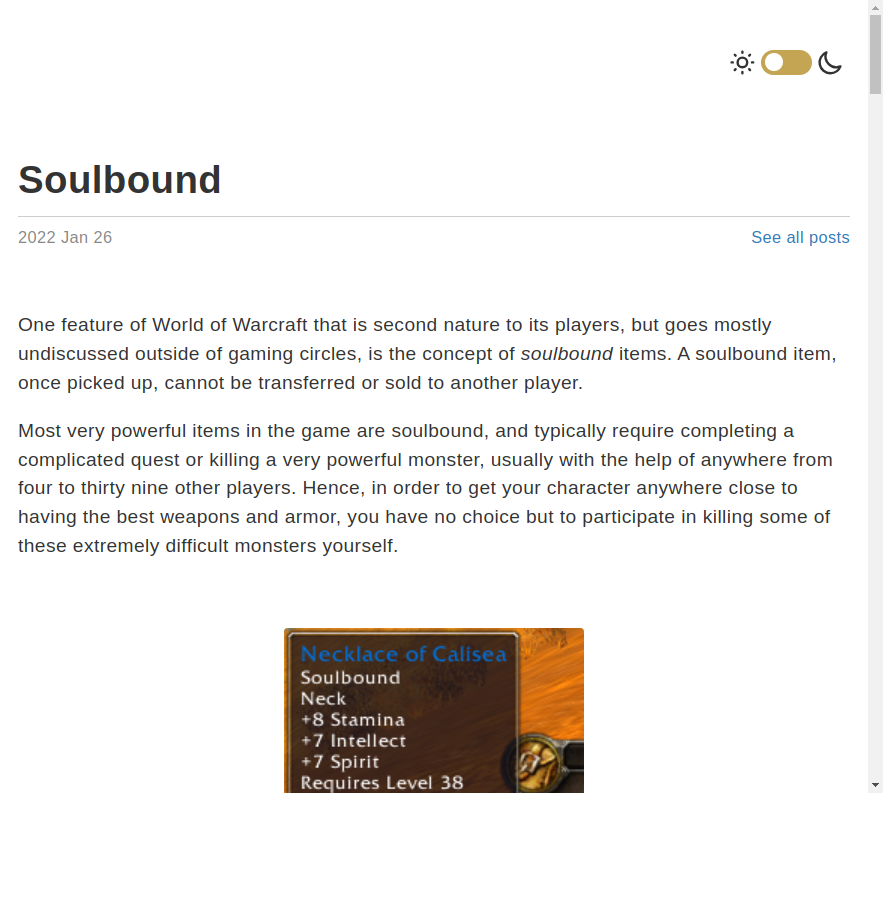 Soulbound
2022 Jan 26
See all posts
One feature of World of Warcraft that is second nature to its players, but goes mostly
undiscussed outside of gaming circles, is the concept of soulbound items. A soulbound item,
once picked up, cannot be transferred or sold to another player.
Most very powerful items in the game are soulbound, and typically require completing a
complicated quest or killing a very powerful monster, usually with the help of anywhere from
four to thirty nine other players. Hence, in order to get your character anywhere close to
having the best weapons and armor, you have no choice but to participate in killing some of
these extremely difficult monsters yourself.
Necklace of Calisea
Soulbound
Neck
+8 Stamina
+7 Intellect
+7 Spirit
Requires Level 38